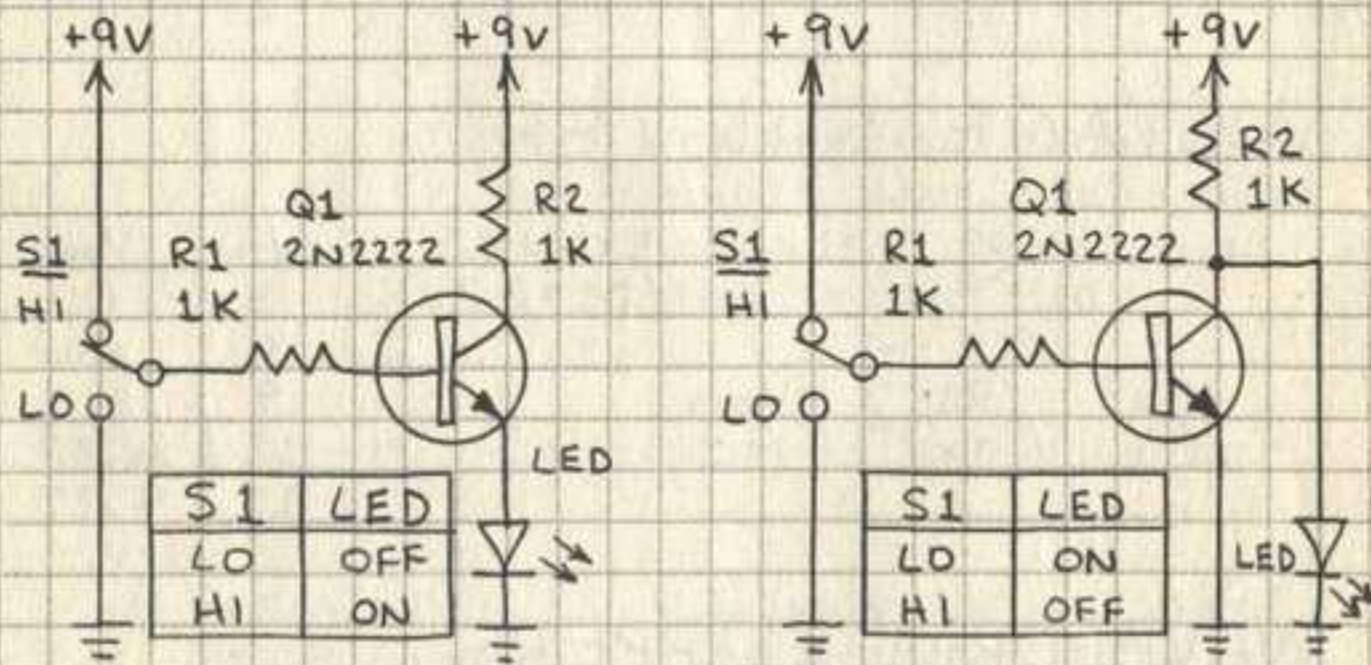 +9V
+9V
Q1
2N2222
R2
1K
S1
HI
R1
1K
LO
LED
S1 LED
LO OFF
HI ON
+9V
+9V
R2
1K
Q1
2N2222
S1
HI
R1
1K
LO
S1 LED
LO ON
HI OFF
LED